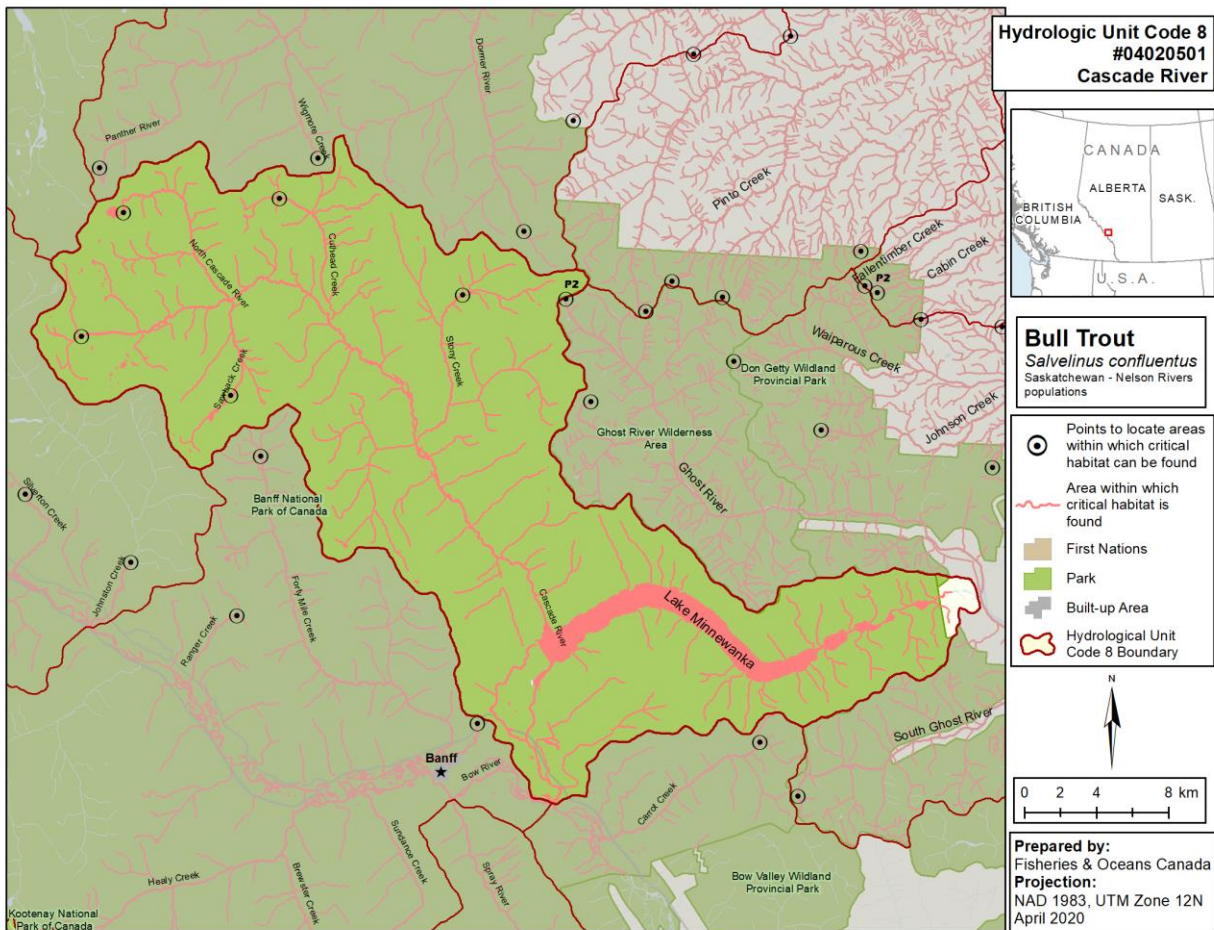 Hydrologic Unit Code 8
#04020501
Cascade River
CANADA
ALBERTA
SASK.
BRITISH
COLUMBIA
U.S.A.
Bull Trout
Salvelinus confluentus
Saskatchewan - Nelson Rivers
populations
Points to locate areas
within which critical
habitat can be found
Area within which
critical habitat is
found
First Nations
Park
Built-up Area
Hydrological Unit
Code 8 Boundary
N
0 2 4 8 km
Prepared by:
Fisheries & Oceans Canada
Projection:
NAD 1983, UTM Zone 12N
April 2020
Dormer River
Panther River
Wigmore Creek
Pinto Creek
North Cascade River
Cuthead Creek
Fallentimber Creek
Cabin Creek
P2
P2
Stony Creek
Waiparous Creek
Sawback Creek
Don Getty Wildland
Provincial Park
Johnson Creek
Ghost River Wilderness
Area
Ghost River
Silverton Creek
Banff National
Park of Canada
Johnston Creek
Forty Mile Creek
Ranger Creek
Cascade River
Lake Minnewanka
South Ghost River
Banff
Bow River
Carrot Creek
Sundance Creek
Spray River
Healy Creek
Brewster Creek
Bow Valley Wildland
Provincial Park
Kootenay National
Park of Canada